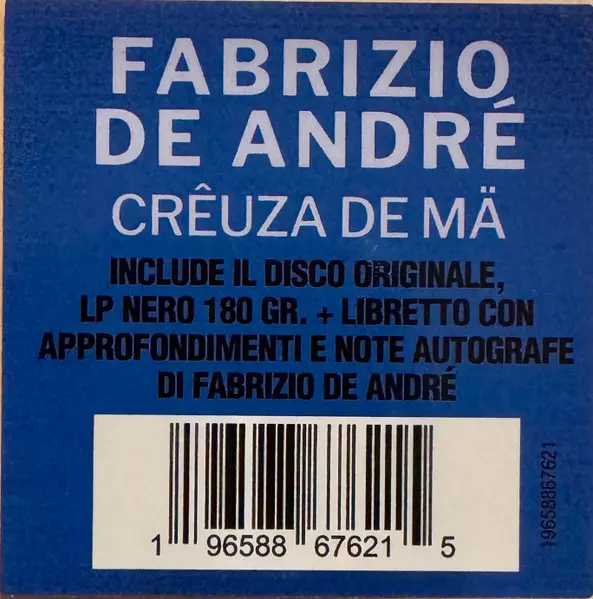 FABRIZIO
DE ANDRÉ
CRÊUZA DE MÄ
INCLUDE IL DISCO ORIGINALE,
LP NERO 180 GR. + LIBRETTO CON
APPROFONDIMENTI E NOTE AUTOGRAFE
DI FABRIZIO DE ANDRÉ
1 96588 67621 5
19658867621